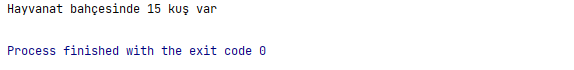 Hayvanat bahçesinde 15 kuş var
Process finished with the exit code 0